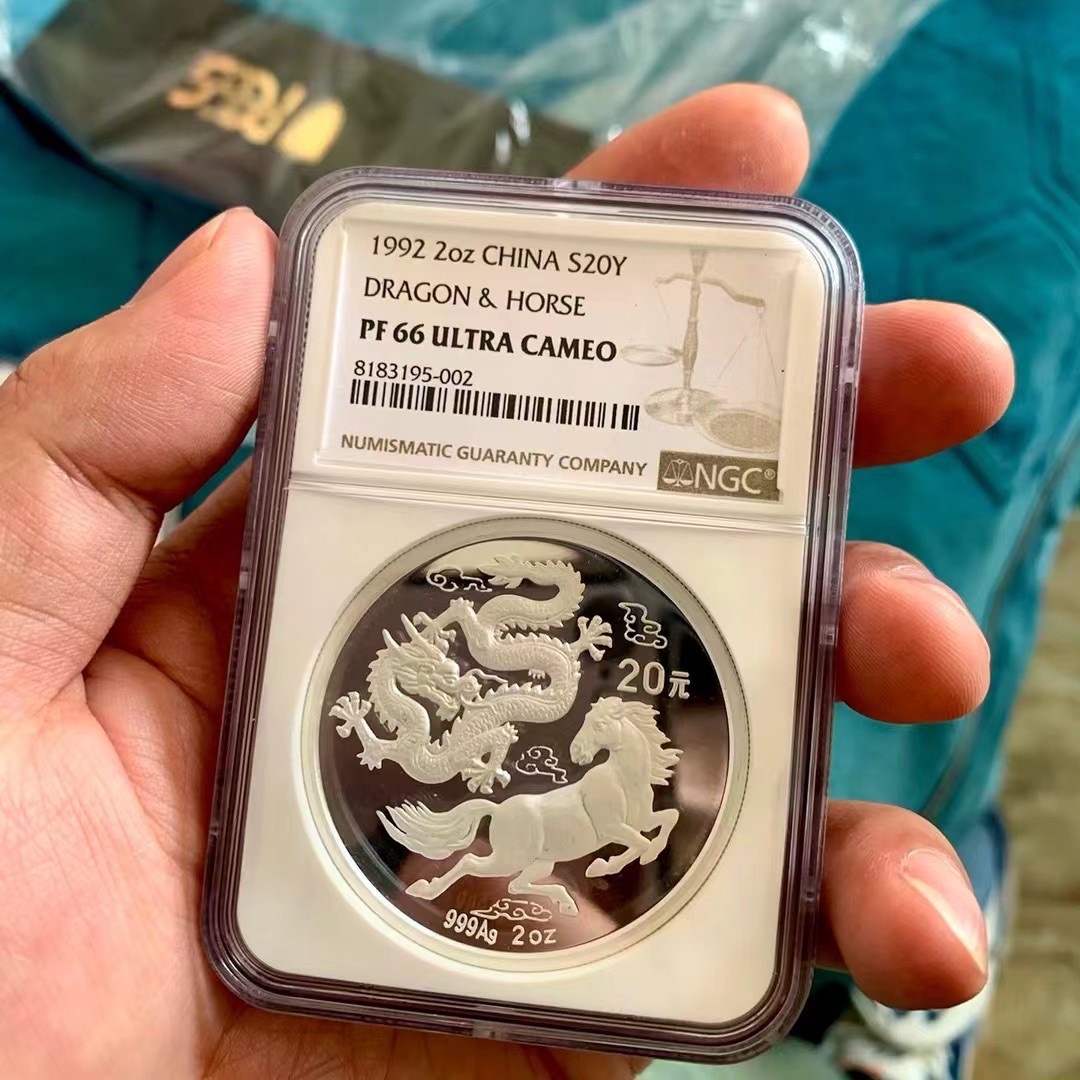 1992 2oz CHINA S20Y
DRAGON & HORSE
PF 66 ULTRA CAMEO
8183195-002
NUMISMATIC GUARANTY COMPANY
NGC®
20元
999Ag 2oz